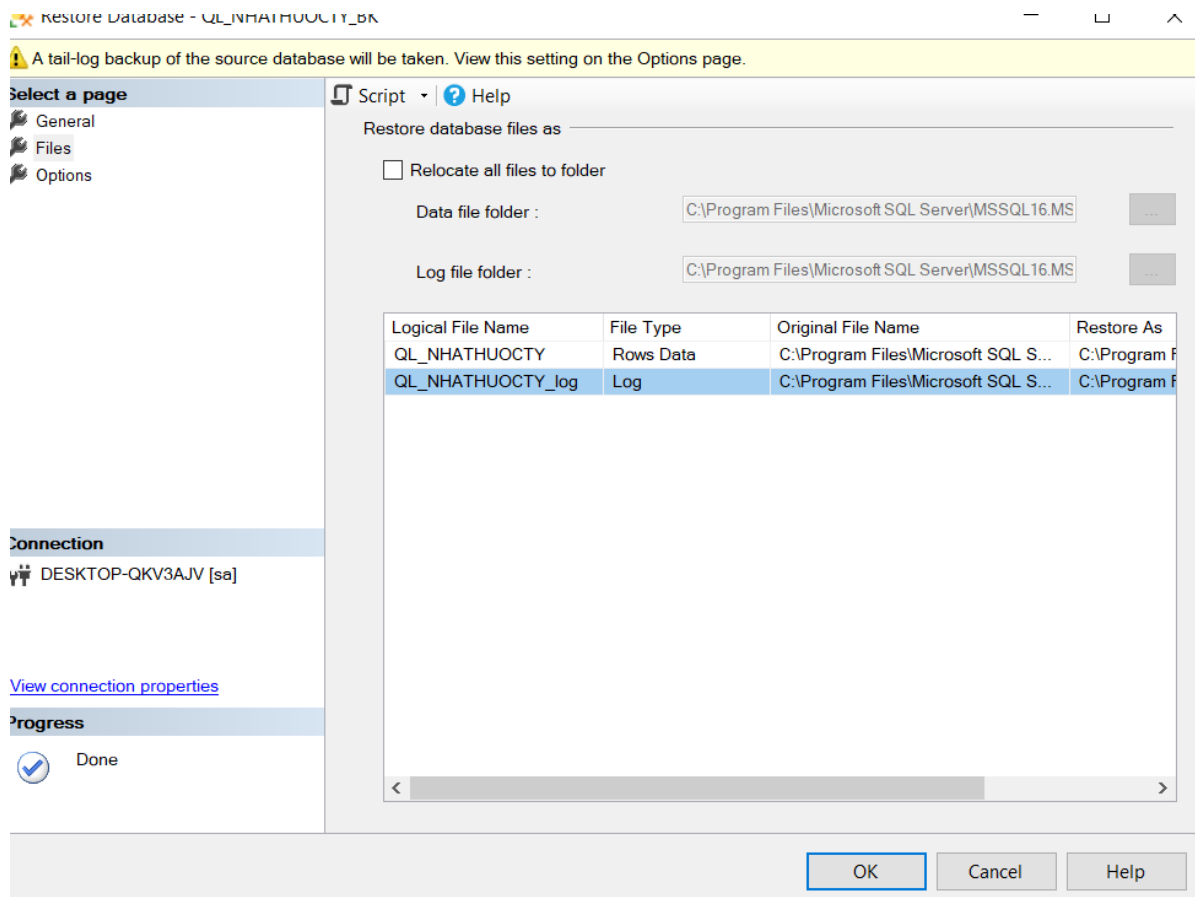 Restore Database - QL_NHATHUOCTY_BK
A tail-log backup of the source database will be taken. View this setting on the Options page.
Select a page
General
Files
Options
Script
Help
Restore database files as
Relocate all files to folder
Data file folder :
C:\Program Files\Microsoft SQL Server\MSSQL16.MS
...
Log file folder :
C:\Program Files\Microsoft SQL Server\MSSQL16.MS
...
Logical File Name File Type Original File Name Restore As
QL_NHATHUOCTY Rows Data C:\Program Files\Microsoft SQL S... C:\Program F
QL_NHATHUOCTY_log Log C:\Program Files\Microsoft SQL S... C:\Program F
Connection
DESKTOP-QKV3AJV [sa]
View connection properties
Progress
Done
OK Cancel Help